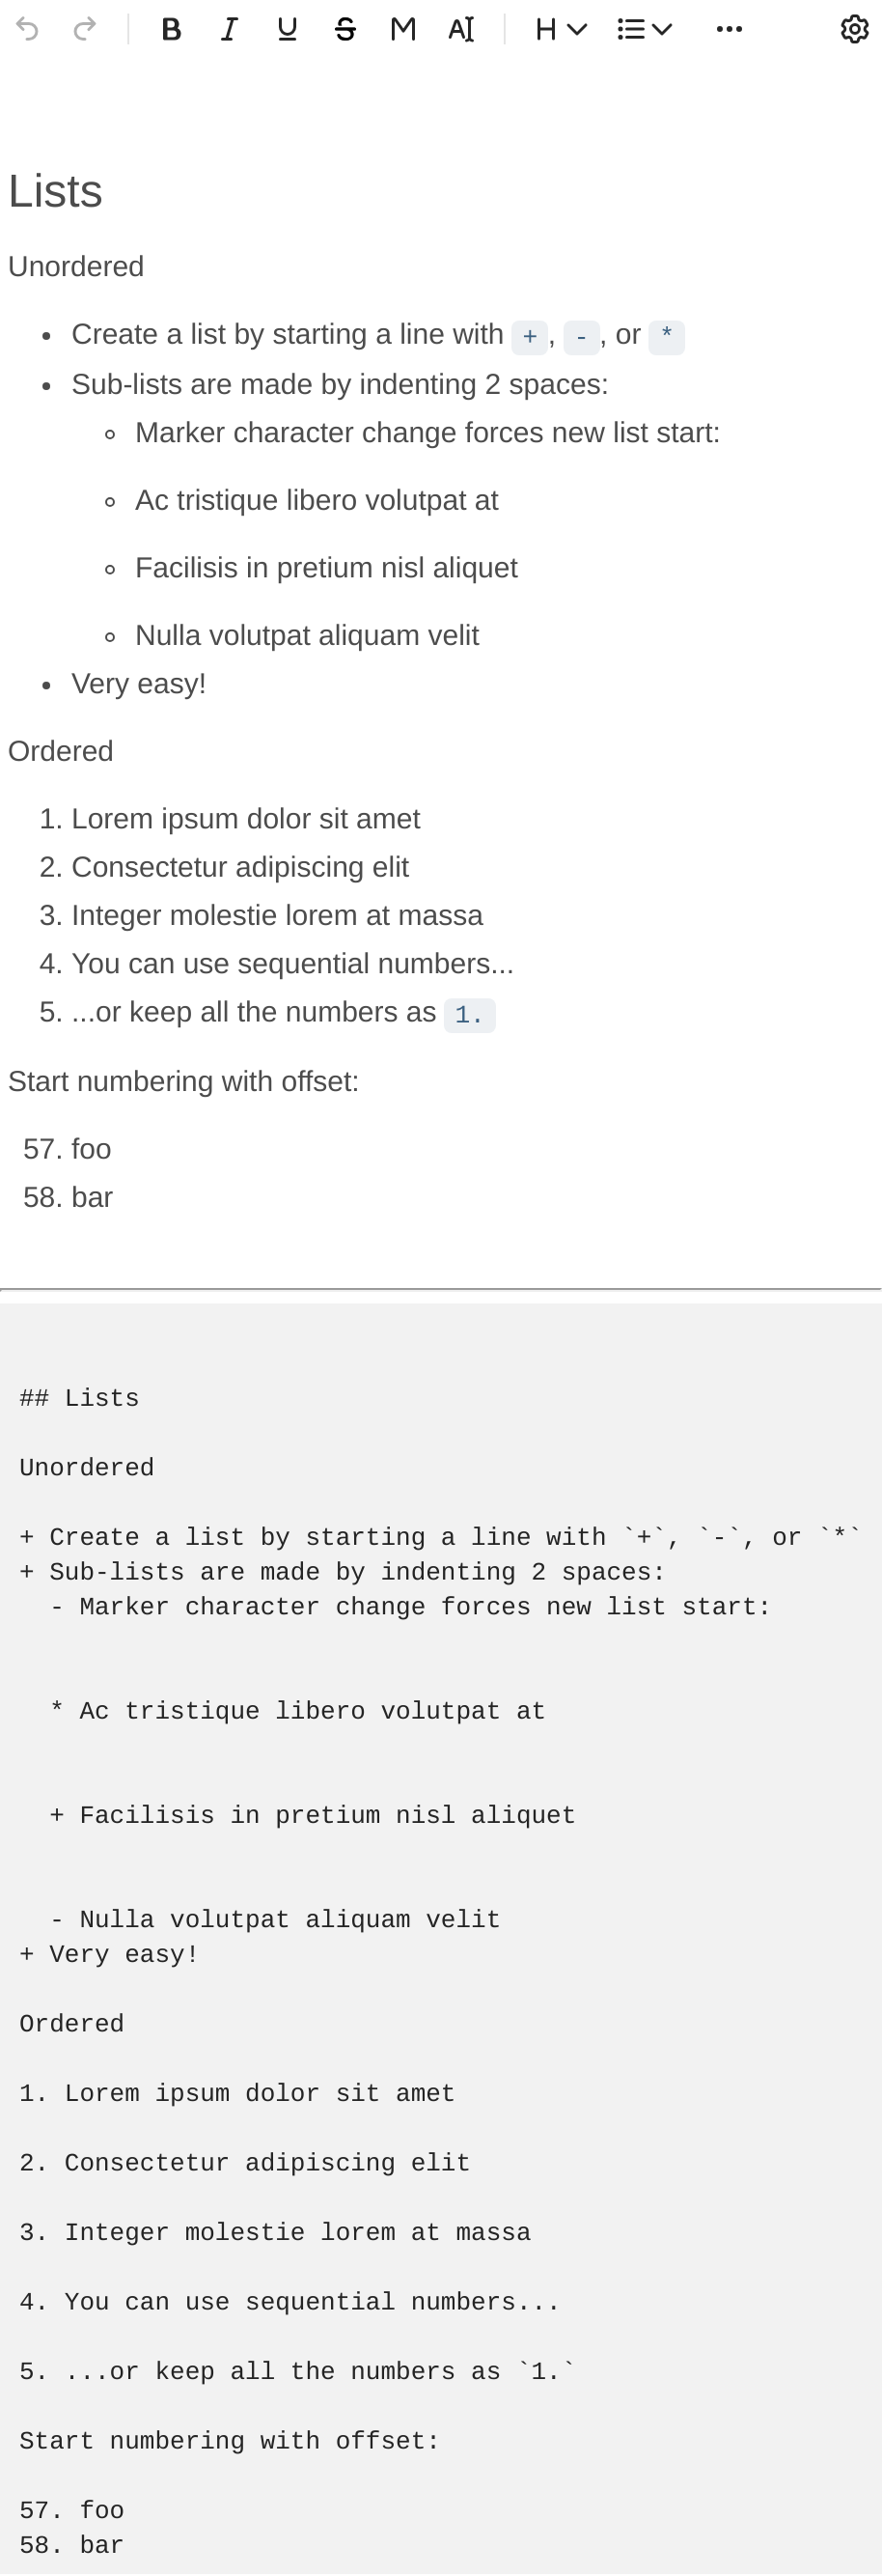 B I U S M AI H
Lists
Unordered
• Create a list by starting a line with +, -, or *
• Sub-lists are made by indenting 2 spaces:
◦ Marker character change forces new list start:
◦ Ac tristique libero volutpat at
◦ Facilisis in pretium nisl aliquet
◦ Nulla volutpat aliquam velit
• Very easy!
Ordered
1. Lorem ipsum dolor sit amet
2. Consectetur adipiscing elit
3. Integer molestie lorem at massa
4. You can use sequential numbers...
5. ...or keep all the numbers as 1.
Start numbering with offset:
57. foo
58. bar
## Lists
Unordered
+ Create a list by starting a line with `+`, `-`, or `*`
+ Sub-lists are made by indenting 2 spaces:
  - Marker character change forces new list start:
  * Ac tristique libero volutpat at
  + Facilisis in pretium nisl aliquet
  - Nulla volutpat aliquam velit
+ Very easy!
Ordered
1. Lorem ipsum dolor sit amet
2. Consectetur adipiscing elit
3. Integer molestie lorem at massa
4. You can use sequential numbers...
5. ...or keep all the numbers as `1.`
Start numbering with offset:
57. foo
58. bar